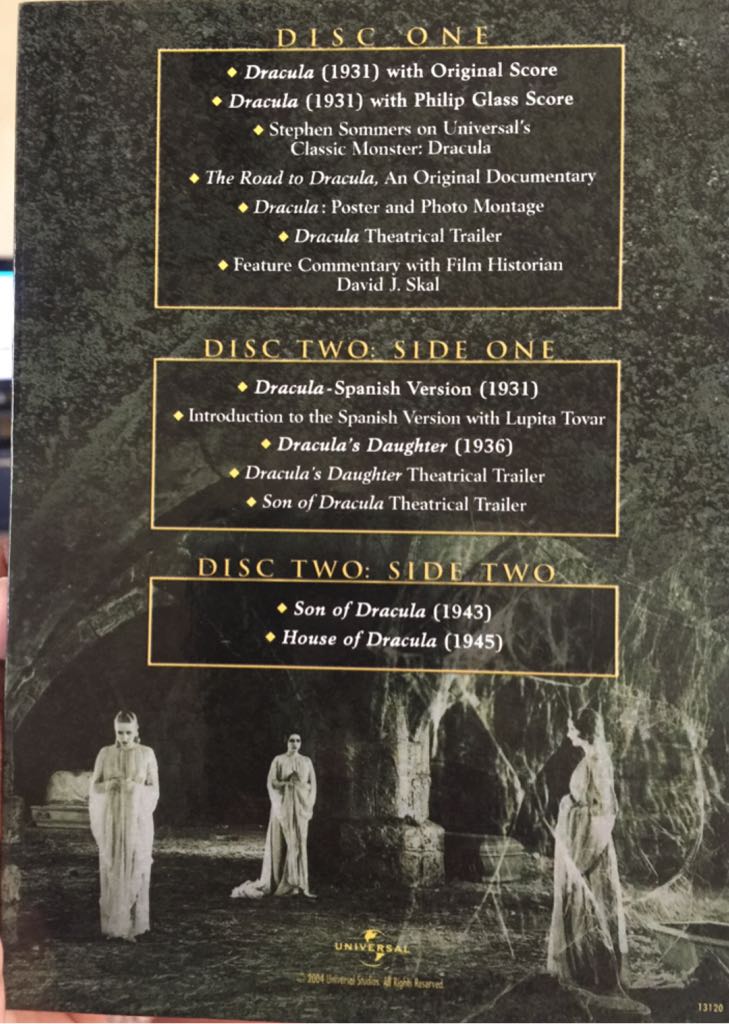 DISC ONE
◆ Dracula (1931) with Original Score
◆ Dracula (1931) with Philip Glass Score
◆ Stephen Sommers on Universal's
Classic Monster: Dracula
◆ The Road to Dracula, An Original Documentary
◆ Dracula: Poster and Photo Montage
◆ Dracula Theatrical Trailer
◆ Feature Commentary with Film Historian
David J. Skal
DISC TWO: SIDE ONE
◆ Dracula-Spanish Version (1931)
◆ Introduction to the Spanish Version with Lupita Tovar
◆ Dracula's Daughter (1936)
◆ Dracula's Daughter Theatrical Trailer
◆ Son of Dracula Theatrical Trailer
DISC TWO: SIDE TWO
◆ Son of Dracula (1943)
◆ House of Dracula (1945)
UNIVERSAL
© 2004 Universal Studios. All Rights Reserved.
13120